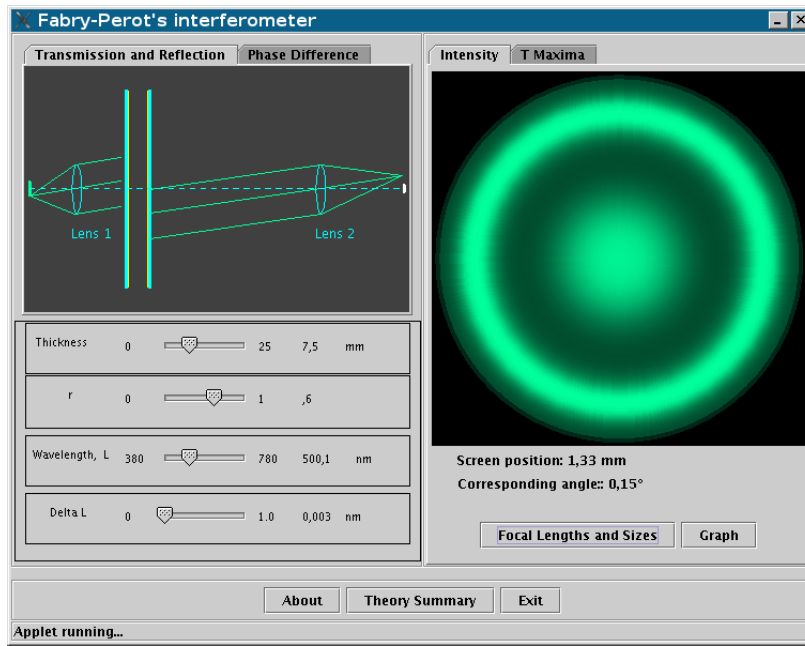 Fabry-Perot's interferometer
Transmission and Reflection Phase Difference
Lens 1 Lens 2
Thickness 0 25 7,5 mm
r 0 1 ,6
Wavelength, L 380 780 500,1 nm
Delta L 0 1.0 0,003 nm
Intensity T Maxima
Screen position: 1,33 mm
Corresponding angle:: 0,15°
Focal Lengths and Sizes Graph
About Theory Summary Exit
Applet running...